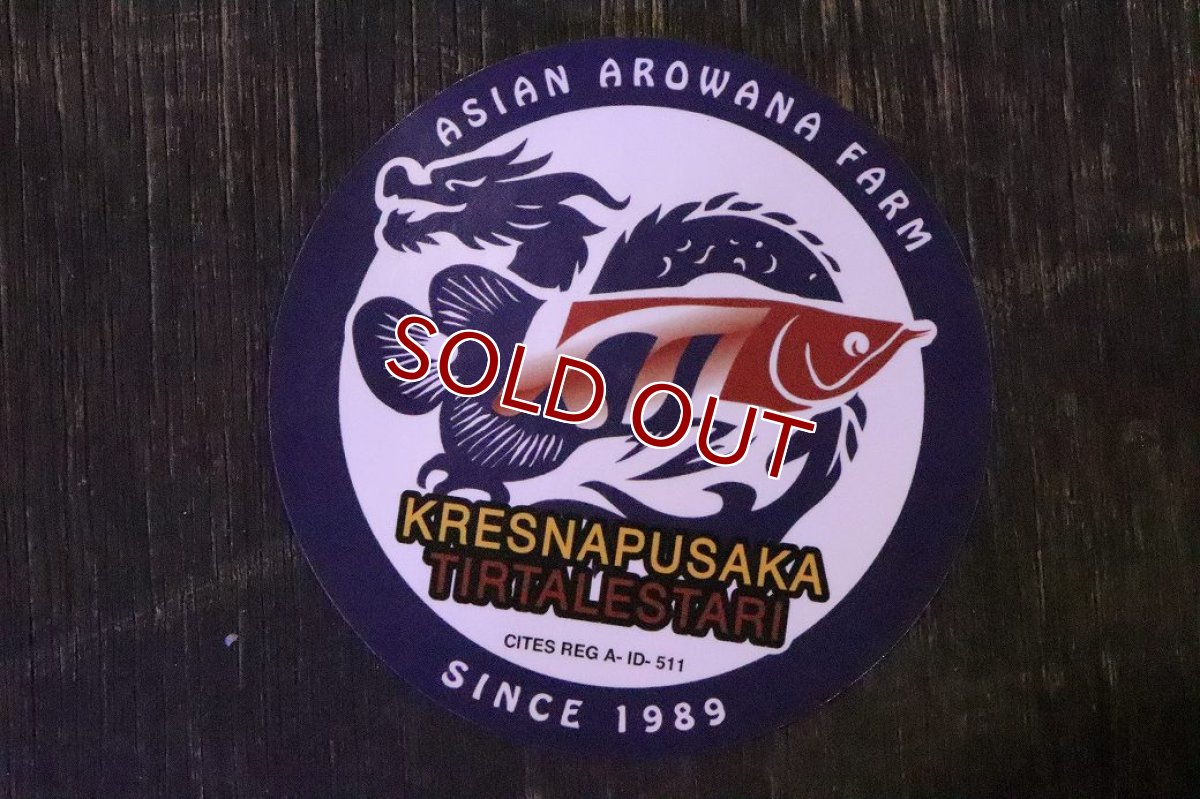 ASIAN AROWANA FARM
SOLD OUT
KRESNAPUSAKA
TIRTALESTARI
CITES REG A- ID- 511
SINCE 1989